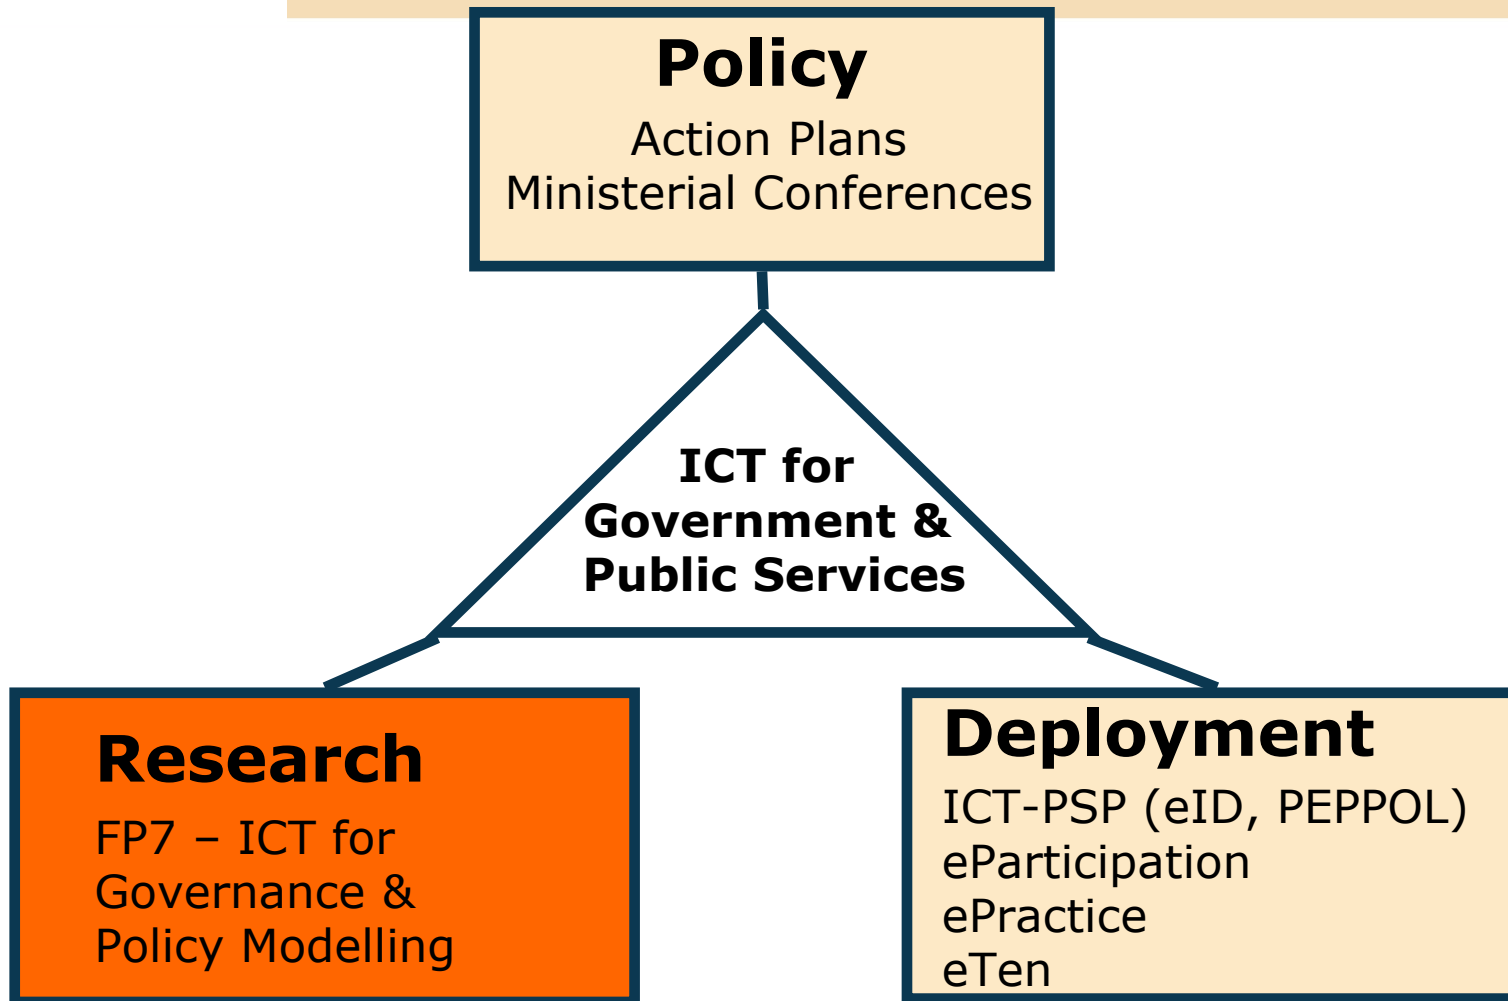 Policy
Action Plans
Ministerial Conferences
ICT for
Government &
Public Services
Research
FP7 – ICT for
Governance &
Policy Modelling
Deployment
ICT-PSP (eID, PEPPOL)
eParticipation
ePractice
eTen